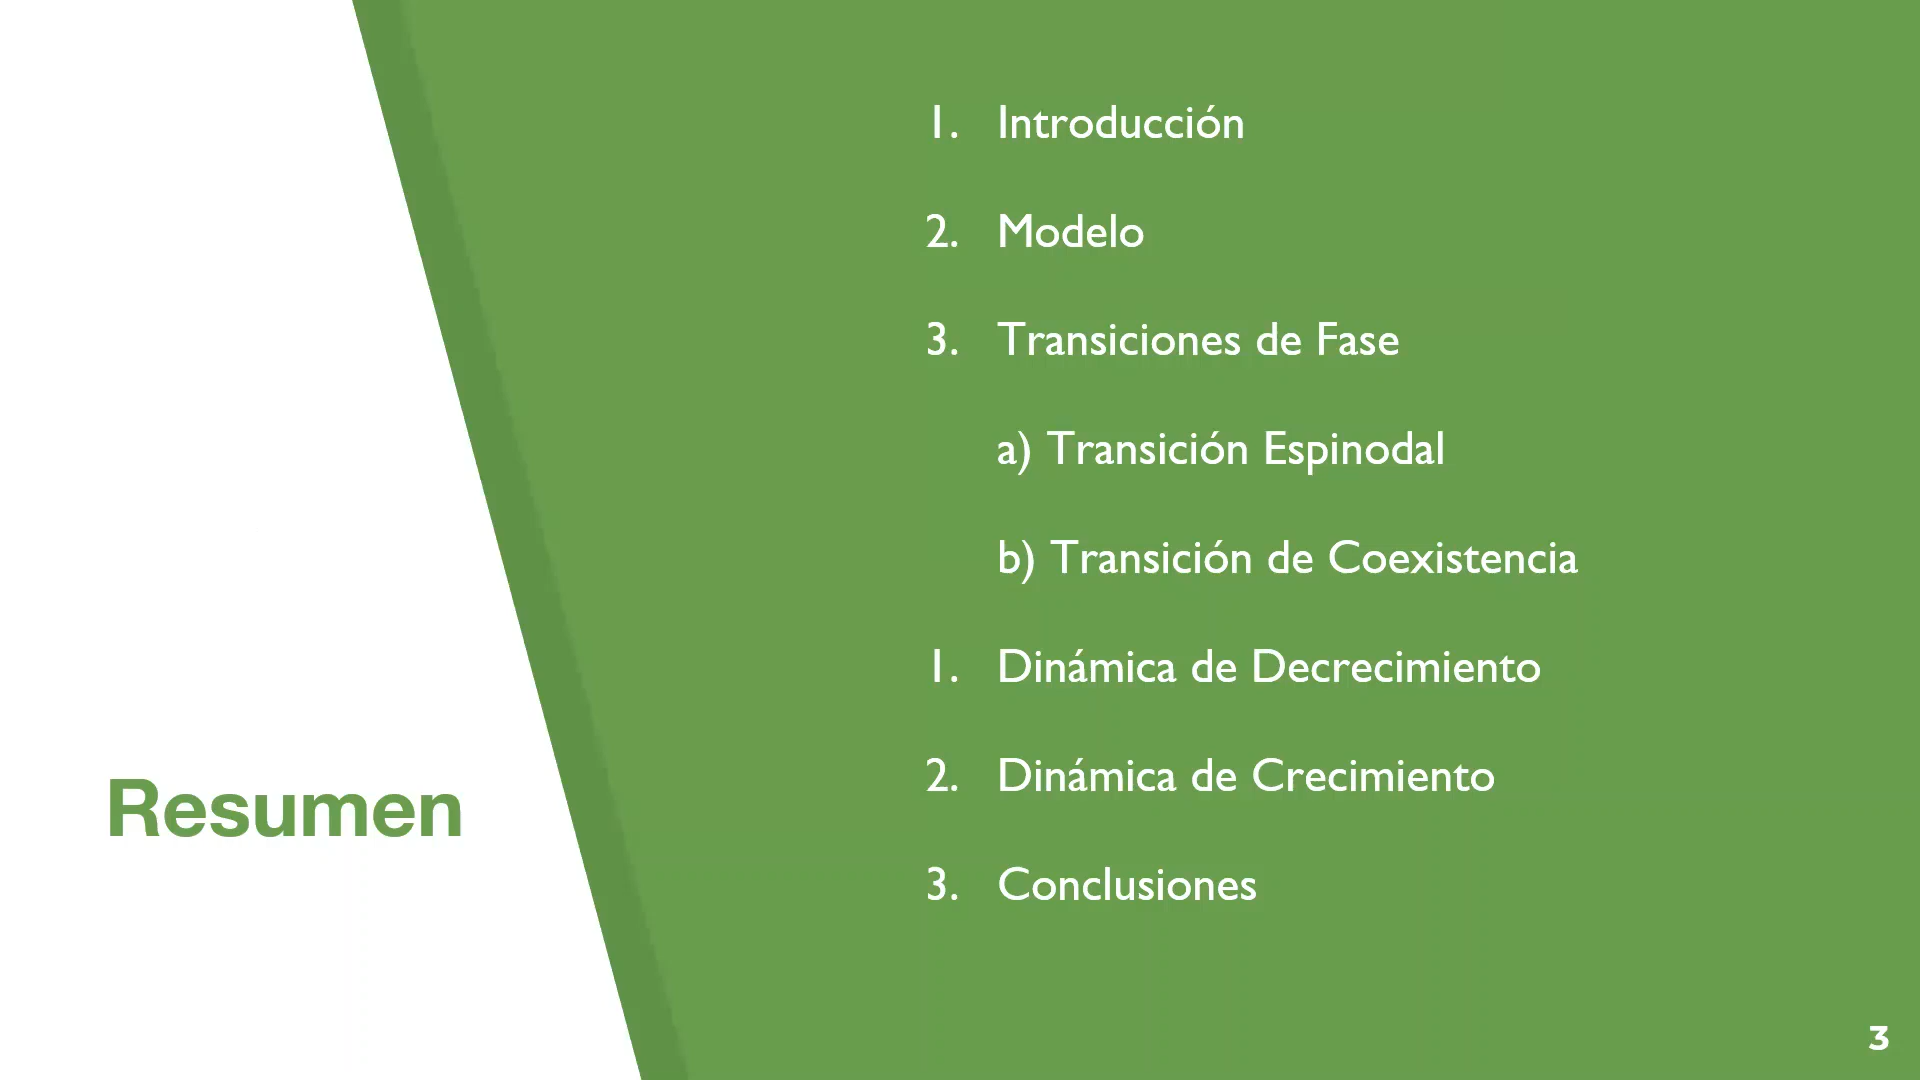 Resumen
1. Introducción
2. Modelo
3. Transiciones de Fase
a) Transición Espinodal
b) Transición de Coexistencia
1. Dinámica de Decrecimiento
2. Dinámica de Crecimiento
3. Conclusiones
3